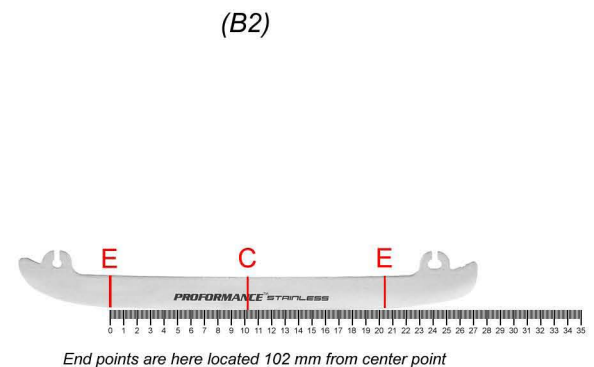 (B2)
E C E
PROFORMANCE™ STAINLESS
0 1 2 3 4 5 6 7 8 9 10 11 12 13 14 15 16 17 18 19 20 21 22 23 24 25 26 27 28 29 30 31 32 33 34 35
End points are here located 102 mm from center point